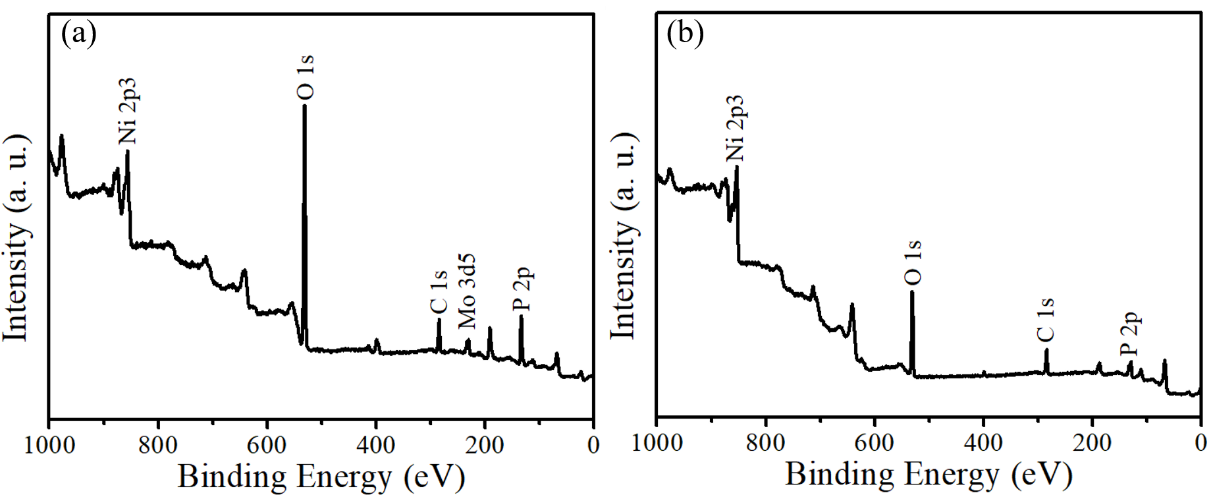 (a)
Ni 2p3
O 1s
C 1s
Mo 3d5
P 2p
Intensity (a. u.)
1000 800 600 400 200 0
Binding Energy (eV)
(b)
Ni 2p3
O 1s
C 1s
P 2p
Intensity (a. u.)
1000 800 600 400 200 0
Binding Energy (eV)